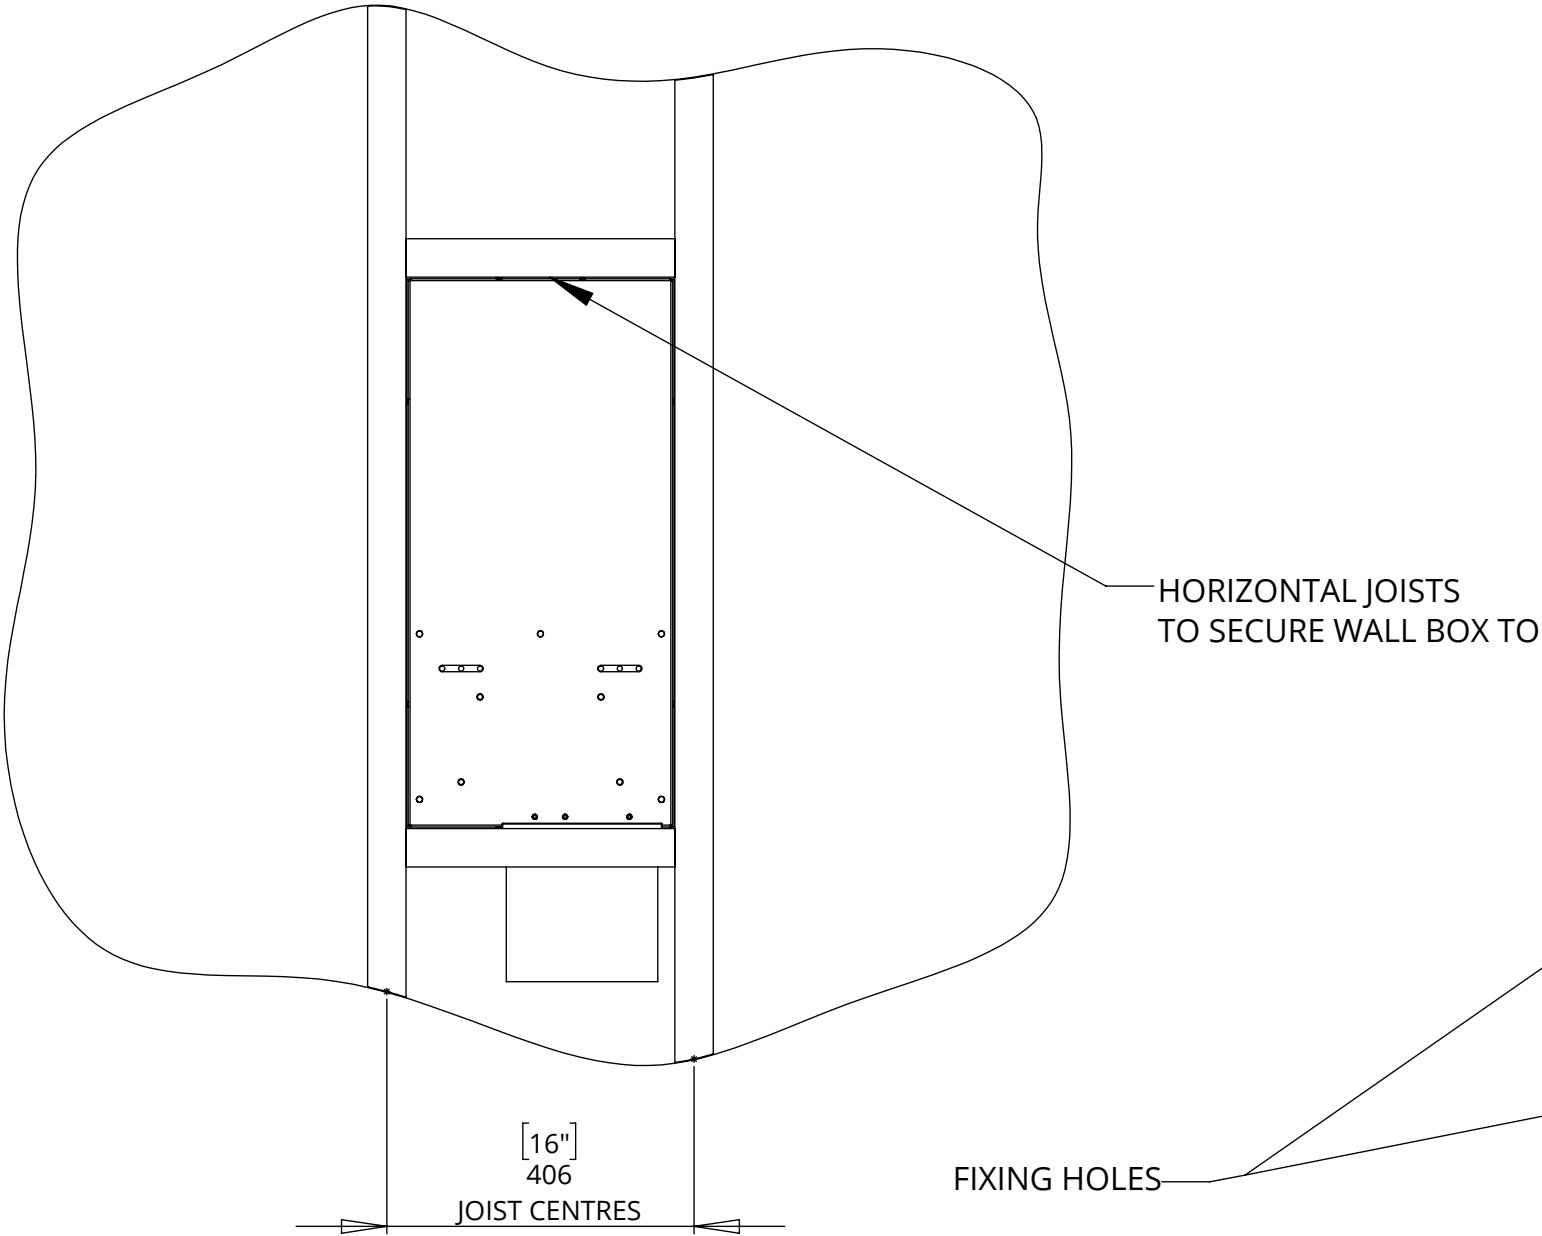 HORIZONTAL JOISTS
TO SECURE WALL BOX TO
[16"]
406
JOIST CENTRES
FIXING HOLES